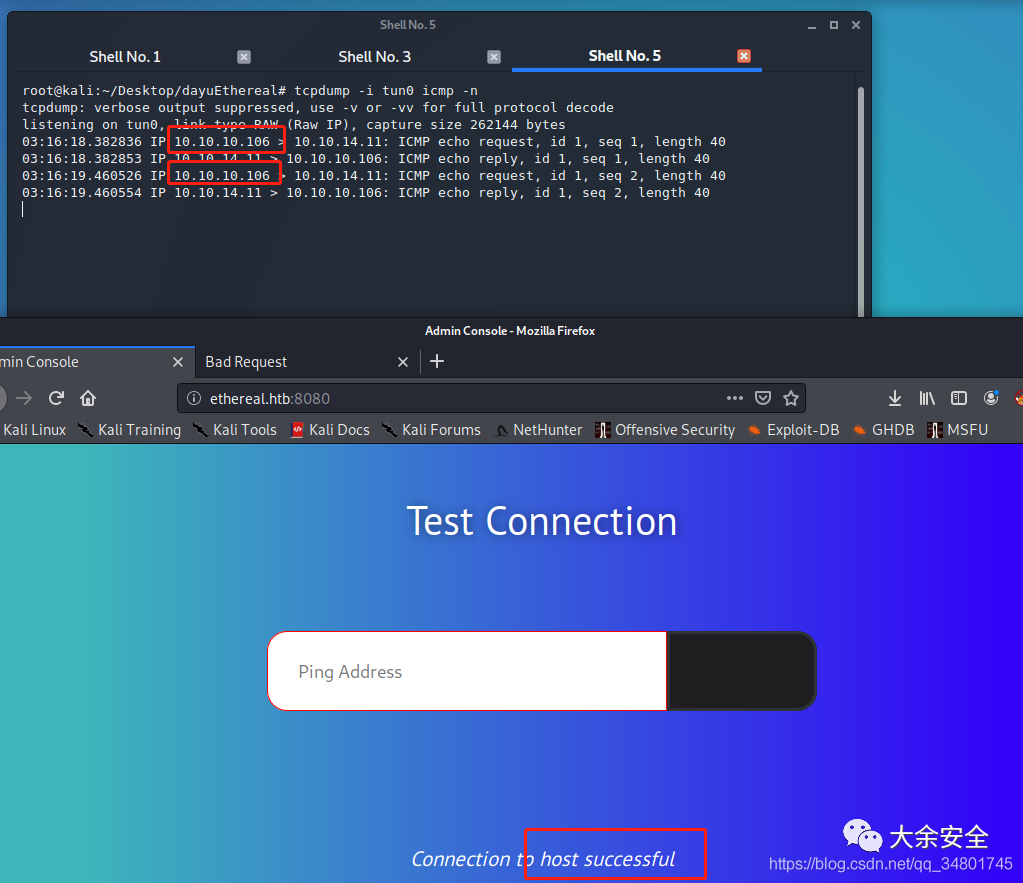 Shell No. 5
Shell No. 1 Shell No. 3 Shell No. 5
root@kali:~/Desktop/dayuEthereal# tcpdump -i tun0 icmp -n
tcpdump: verbose output suppressed, use -v or -vv for full protocol decode
listening on tun0, link-type RAW (Raw IP), capture size 262144 bytes
03:16:18.382836 IP 10.10.10.106 > 10.10.14.11: ICMP echo request, id 1, seq 1, length 40
03:16:18.382853 IP 10.10.14.11 > 10.10.10.106: ICMP echo reply, id 1, seq 1, length 40
03:16:19.460526 IP 10.10.10.106 > 10.10.14.11: ICMP echo request, id 1, seq 2, length 40
03:16:19.460554 IP 10.10.14.11 > 10.10.10.106: ICMP echo reply, id 1, seq 2, length 40
Admin Console - Mozilla Firefox
min Console Bad Request
ethereal.htb:8080
Kali Linux Kali Training Kali Tools Kali Docs Kali Forums NetHunter Offensive Security Exploit-DB GHDB MSFU
Test Connection
Ping Address
Connection to host successful
大余安全
https://blog.csdn.net/qq_34801745